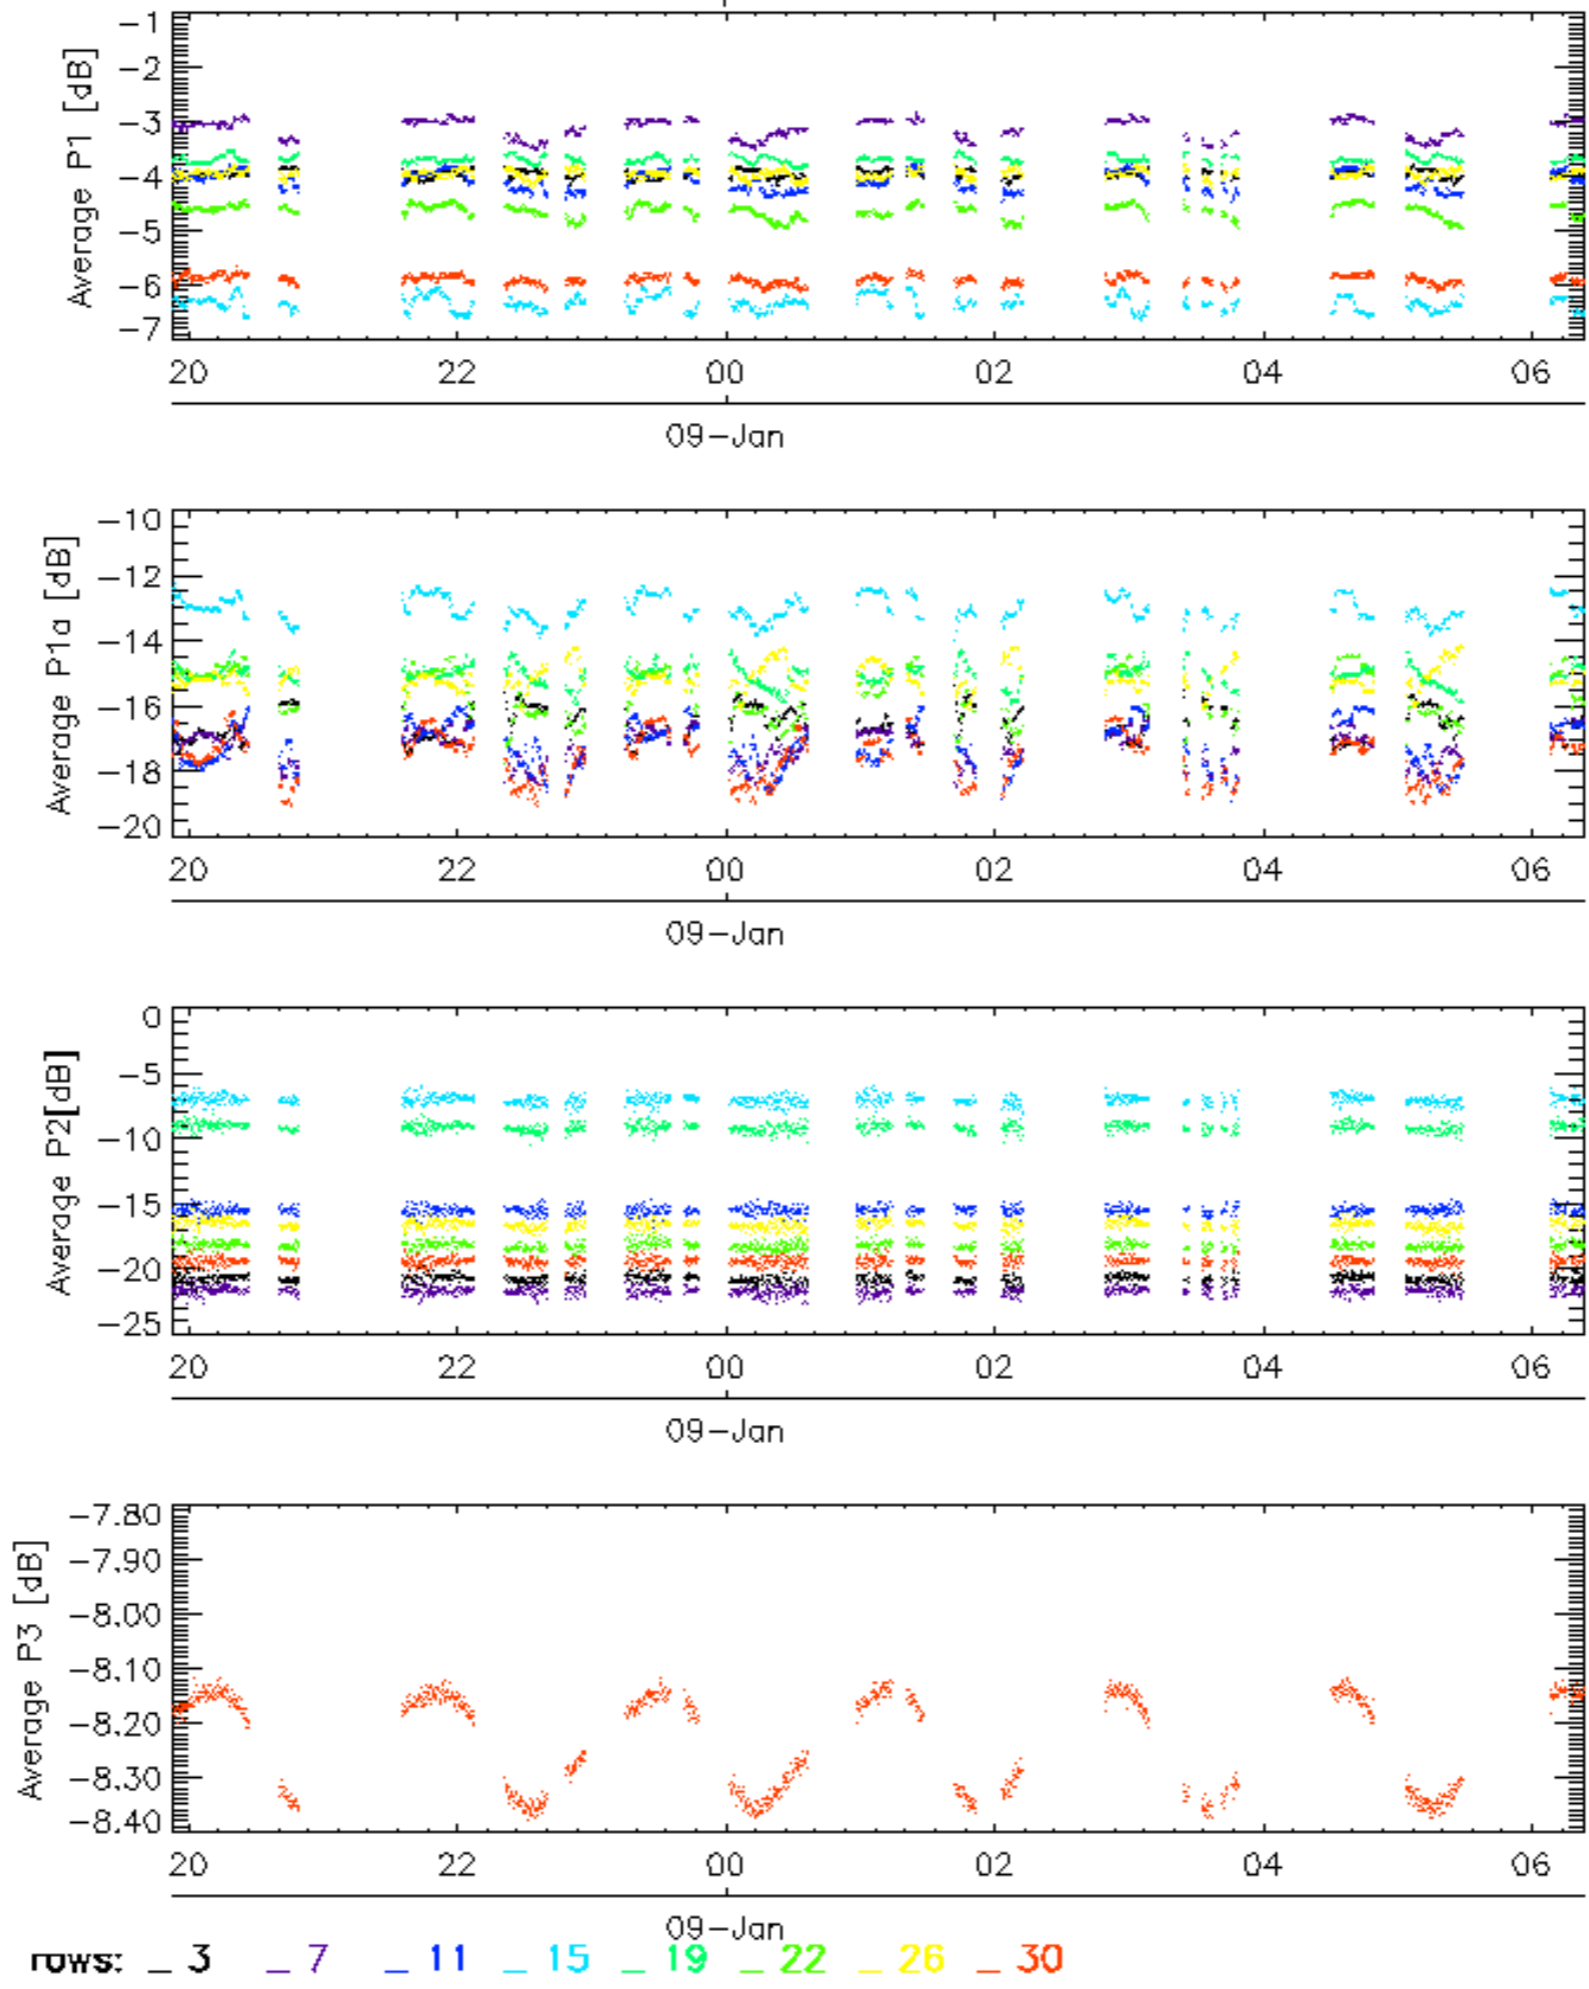 Average P1 [dB]
−1
−2
−3
−4
−5
−6
−7
20 22 00 02 04 06
09−Jan
Average P1a [dB]
−10
−12
−14
−16
−18
−20
20 22 00 02 04 06
09−Jan
Average P2[dB]
0
−5
−10
−15
−20
−25
20 22 00 02 04 06
09−Jan
Average P3 [dB]
−7.80
−7.90
−8.00
−8.10
−8.20
−8.30
−8.40
20 22 00 02 04 06
09−Jan
rows: _ 3 _ 7 _ 11 _ 15 _ 19 _ 22 _ 26 _ 30